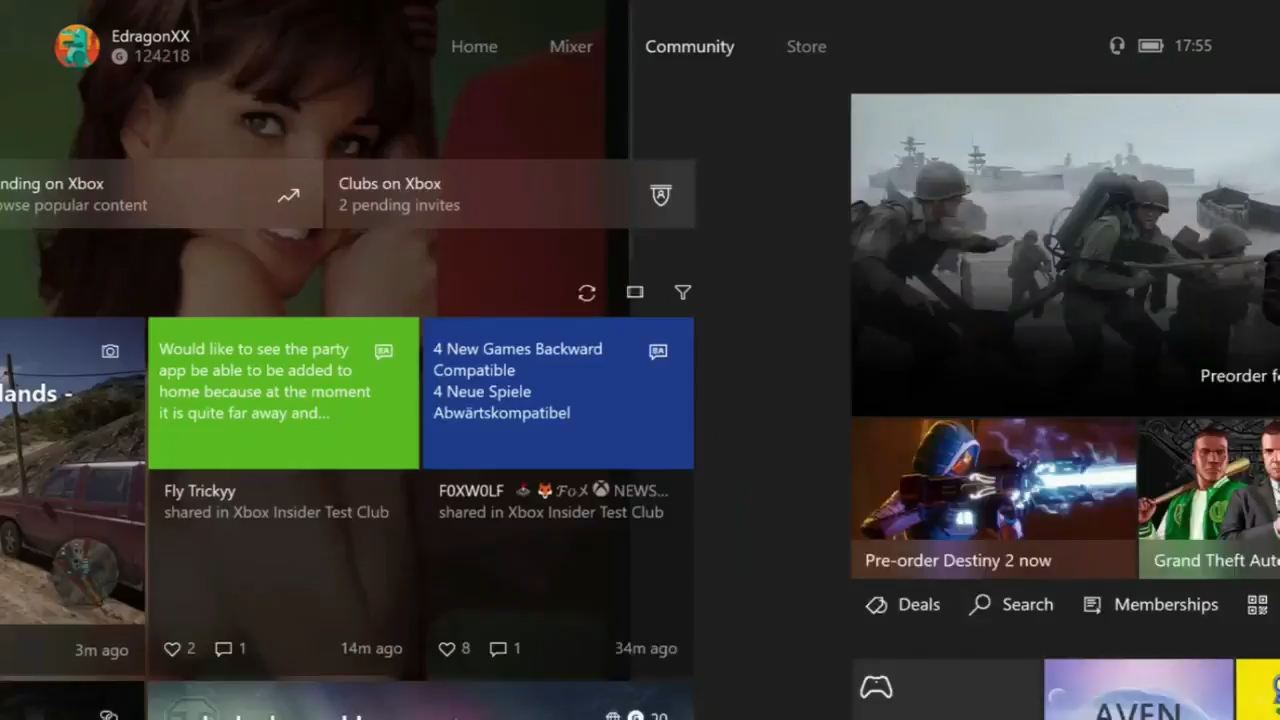 EdragonXX
G 124218
Home
Mixer
Community
Store
17:55
nding on Xbox
owse popular content
Clubs on Xbox
2 pending invites
lands -
Would like to see the party
app be able to be added to
home because at the moment
it is quite far away and...
4 New Games Backward
Compatible
4 Neue Spiele
Abwärtskompatibel
Fly Trickyy
shared in Xbox Insider Test Club
F0XW0LF 🕹🦊ℱσꪎ NEWS...
shared in Xbox Insider Test Club
3m ago
2
1
14m ago
8
1
34m ago
Preorder fo
Pre-order Destiny 2 now
Grand Theft Aut
Deals
Search
Memberships
AVEN
G 20